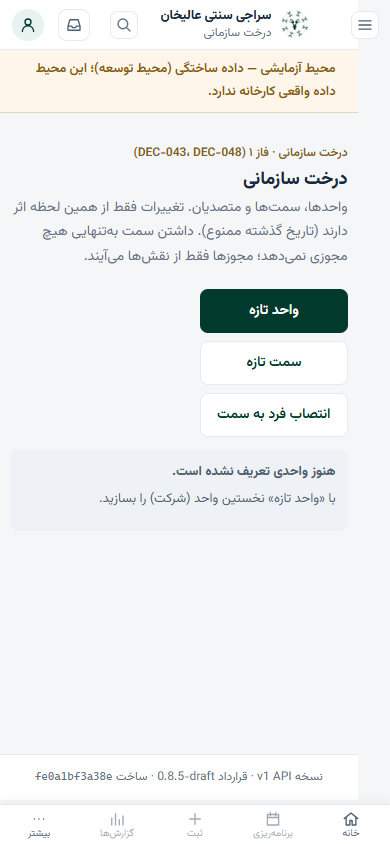 سراجی سنتی عالیخان
درخت سازمانی
محیط آزمایشی — داده ساختگی (محیط توسعه)؛ این محیط
داده واقعی کارخانه ندارد.
درخت سازمانی · فاز ۱ (DEC-043، DEC-048)
درخت سازمانی
واحدها، سمت‌ها و متصدیان. تغییرات فقط از همین لحظه اثر
دارند (تاریخ گذشته ممنوع). داشتن سمت به‌تنهایی هیچ
مجوزی نمی‌دهد؛ مجوزها فقط از نقش‌ها می‌آیند.
واحد تازه
سمت تازه
انتصاب فرد به سمت
هنوز واحدی تعریف نشده است.
با «واحد تازه» نخستین واحد (شرکت) را بسازید.
نسخه v1 API · قرارداد 0.8.5-draft · ساخت fe0a1bf3a38e
خانه
برنامه‌ریزی
ثبت
گزارش‌ها
بیشتر